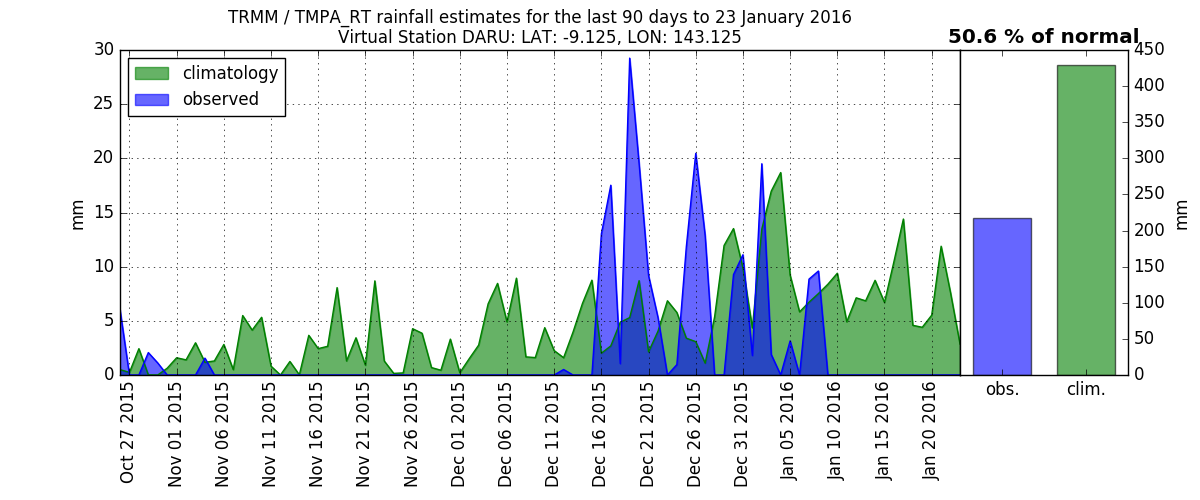 TRMM / TMPA_RT rainfall estimates for the last 90 days to 23 January 2016
Virtual Station DARU: LAT: -9.125, LON: 143.125
50.6 % of normal
climatology
observed
30
25
20
15
10
5
0
mm
450
400
350
300
250
200
150
100
50
0
mm
Oct 27 2015
Nov 01 2015
Nov 06 2015
Nov 11 2015
Nov 16 2015
Nov 21 2015
Nov 26 2015
Dec 01 2015
Dec 06 2015
Dec 11 2015
Dec 16 2015
Dec 21 2015
Dec 26 2015
Dec 31 2015
Jan 05 2016
Jan 10 2016
Jan 15 2016
Jan 20 2016
obs.
clim.